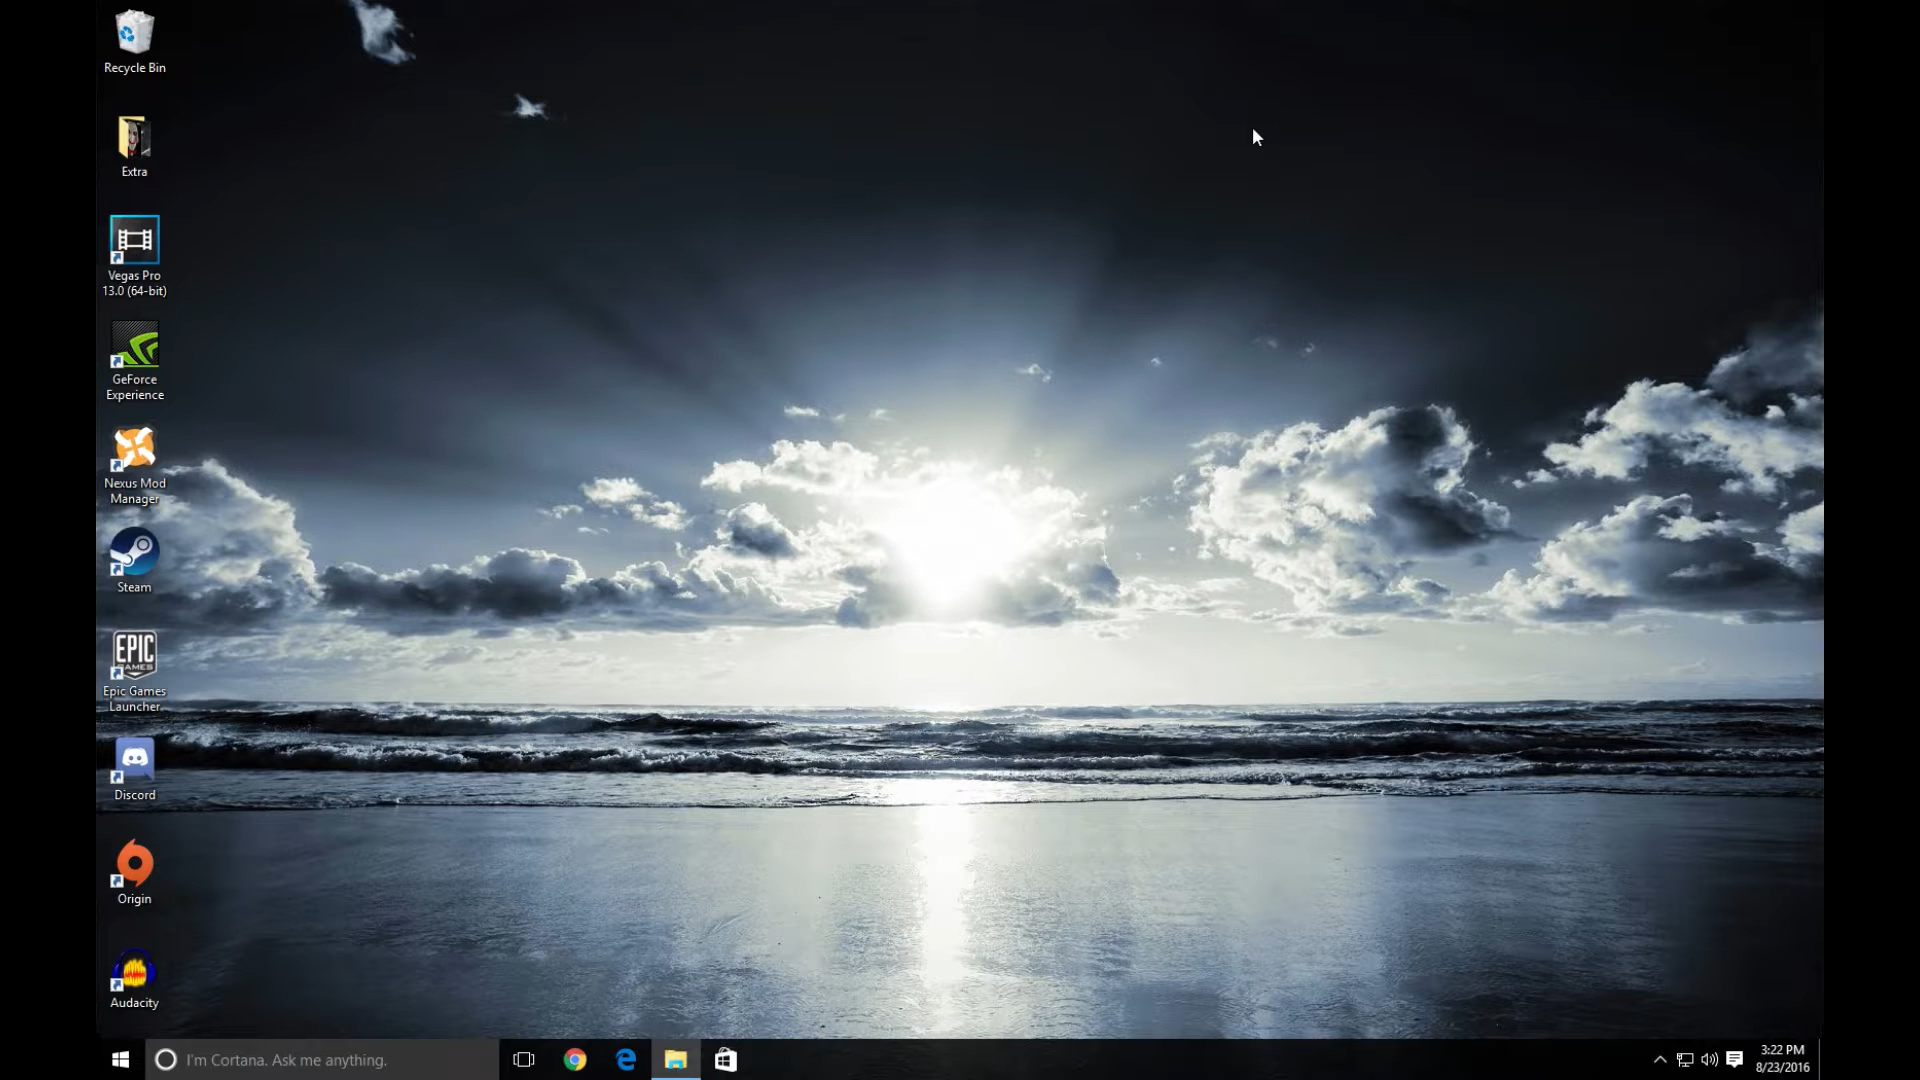 Recycle Bin
Extra
Vegas Pro
13.0 (64-bit)
GeForce
Experience
Nexus Mod
Manager
Steam
EPIC
GAMES
Epic Games
Launcher
Discord
Origin
Audacity
I'm Cortana. Ask me anything.
3:22 PM
8/23/2016